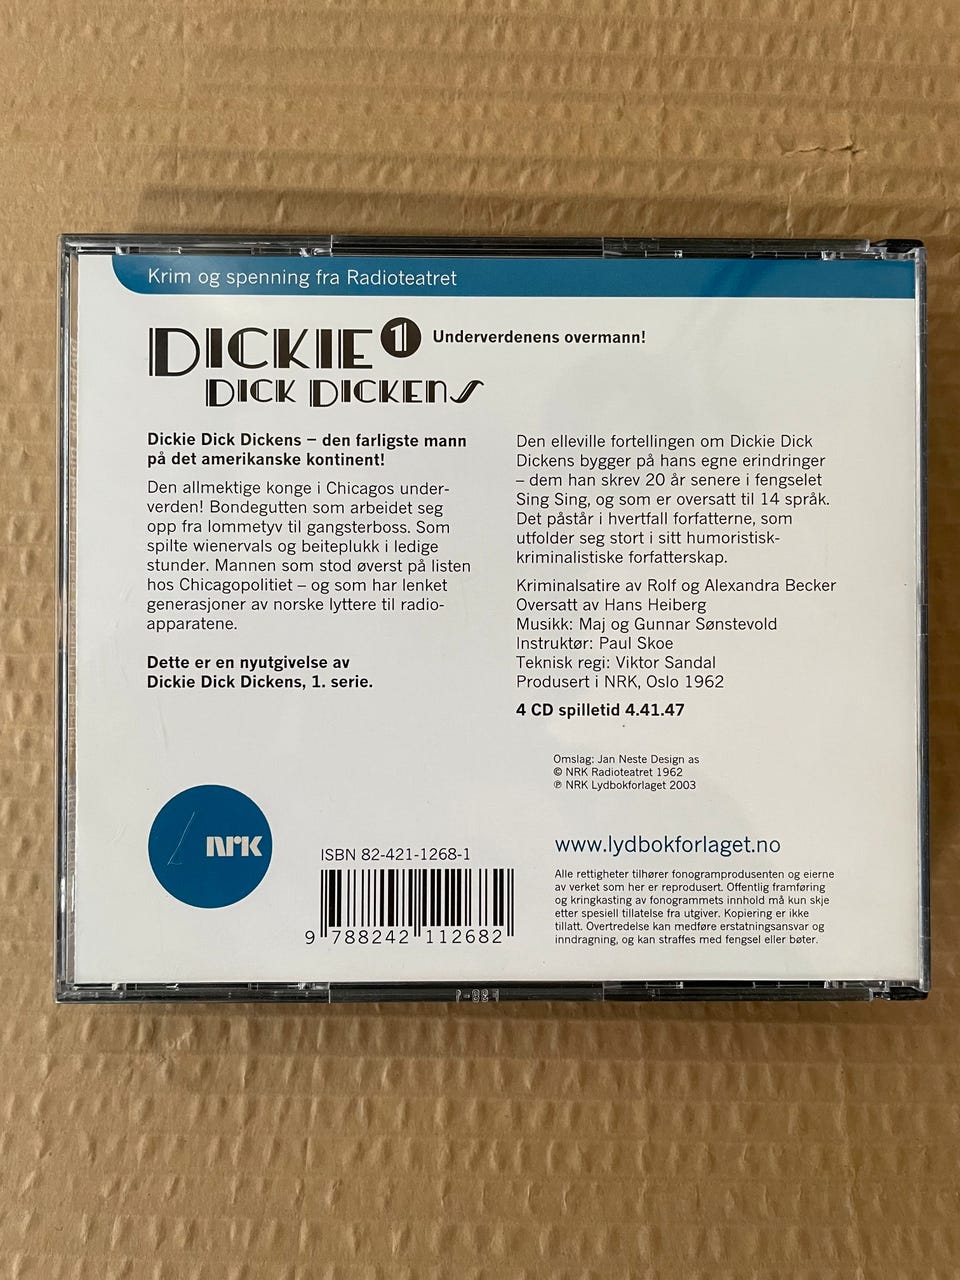 Krim og spenning fra Radioteatret
DICKIE 1 Underverdenens overmann!
DICK DICKENS
Dickie Dick Dickens – den farligste mann
på det amerikanske kontinent!
Den allmektige konge i Chicagos under-
verden! Bondegutten som arbeidet seg
opp fra lommetyv til gangsterboss. Som
spilte wienervals og beiteplukk i ledige
stunder. Mannen som stod øverst på listen
hos Chicagopolitiet – og som har lenket
generasjoner av norske lyttere til radio-
apparatene.
Dette er en nyutgivelse av
Dickie Dick Dickens, 1. serie.
Den elleville fortellingen om Dickie Dick
Dickens bygger på hans egne erindringer
– dem han skrev 20 år senere i fengselet
Sing Sing, og som er oversatt til 14 språk.
Det påstår i hvertfall forfatterne, som
utfolder seg stort i sitt humoristisk-
kriminalistiske forfatterskap.
Kriminalsatire av Rolf og Alexandra Becker
Oversatt av Hans Heiberg
Musikk: Maj og Gunnar Sønstevold
Instruktør: Paul Skoe
Teknisk regi: Viktor Sandal
Produsert i NRK, Oslo 1962
4 CD spilletid 4.41.47
Omslag: Jan Neste Design as
© NRK Radioteatret 1962
℗ NRK Lydbokforlaget 2003
NRK
ISBN 82-421-1268-1
9 788242 112682
www.lydbokforlaget.no
Alle rettigheter tilhører fonogramprodusenten og eierne
av verket som her er reprodusert. Offentlig framføring
og kringkasting av fonogrammets innhold må kun skje
etter spesiell tillatelse fra utgiver. Kopiering er ikke
tillatt. Overtredelse kan medføre erstatningsansvar og
inndragning, og kan straffes med fengsel eller bøter.